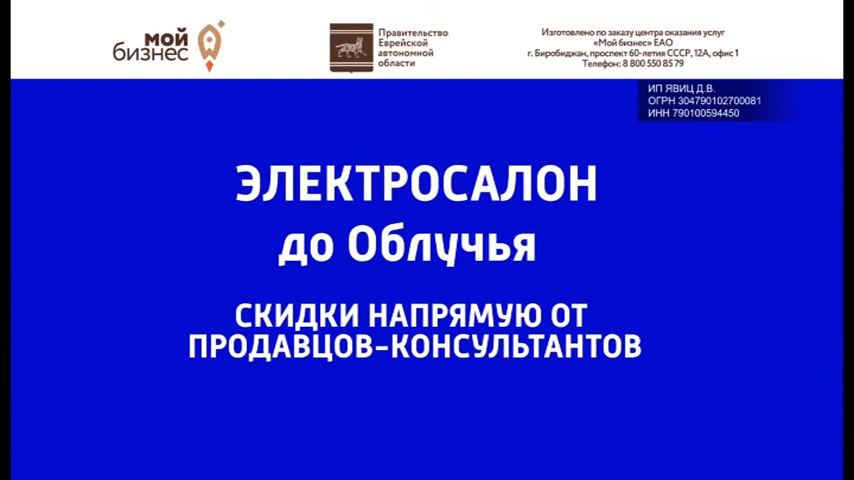 мой
бизнес
Правительство
Еврейской
автономной
области
Изготовлено по заказу центра оказания услуг
«Мой бизнес» ЕАО
г. Биробиджан, проспект 60-летия СССР, 12А, офис 1
Телефон: 8 800 550 85 79
ИП ЯВИЦ Д.В.
ОГРН 304790102700081
ИНН 790100594450
ЭЛЕКТРОСАЛОН
до Облучья
СКИДКИ НАПРЯМУЮ ОТ
ПРОДАВЦОВ-КОНСУЛЬТАНТОВ